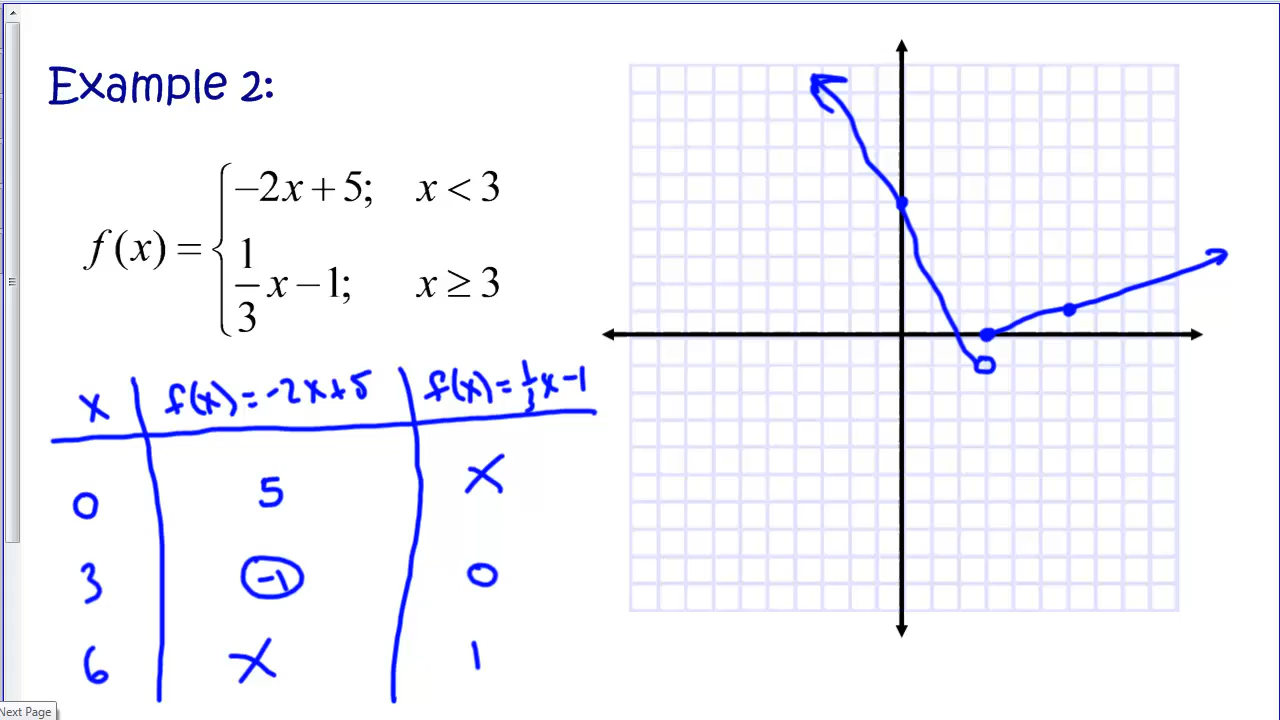 Example 2:
f(x) = { −2x + 5; x < 3
1/3 x − 1; x ≥ 3
x f(x) = -2x+5 f(x) = 1/3 x -1
0 5 X
3 -1 0
6 X 1
Next Page